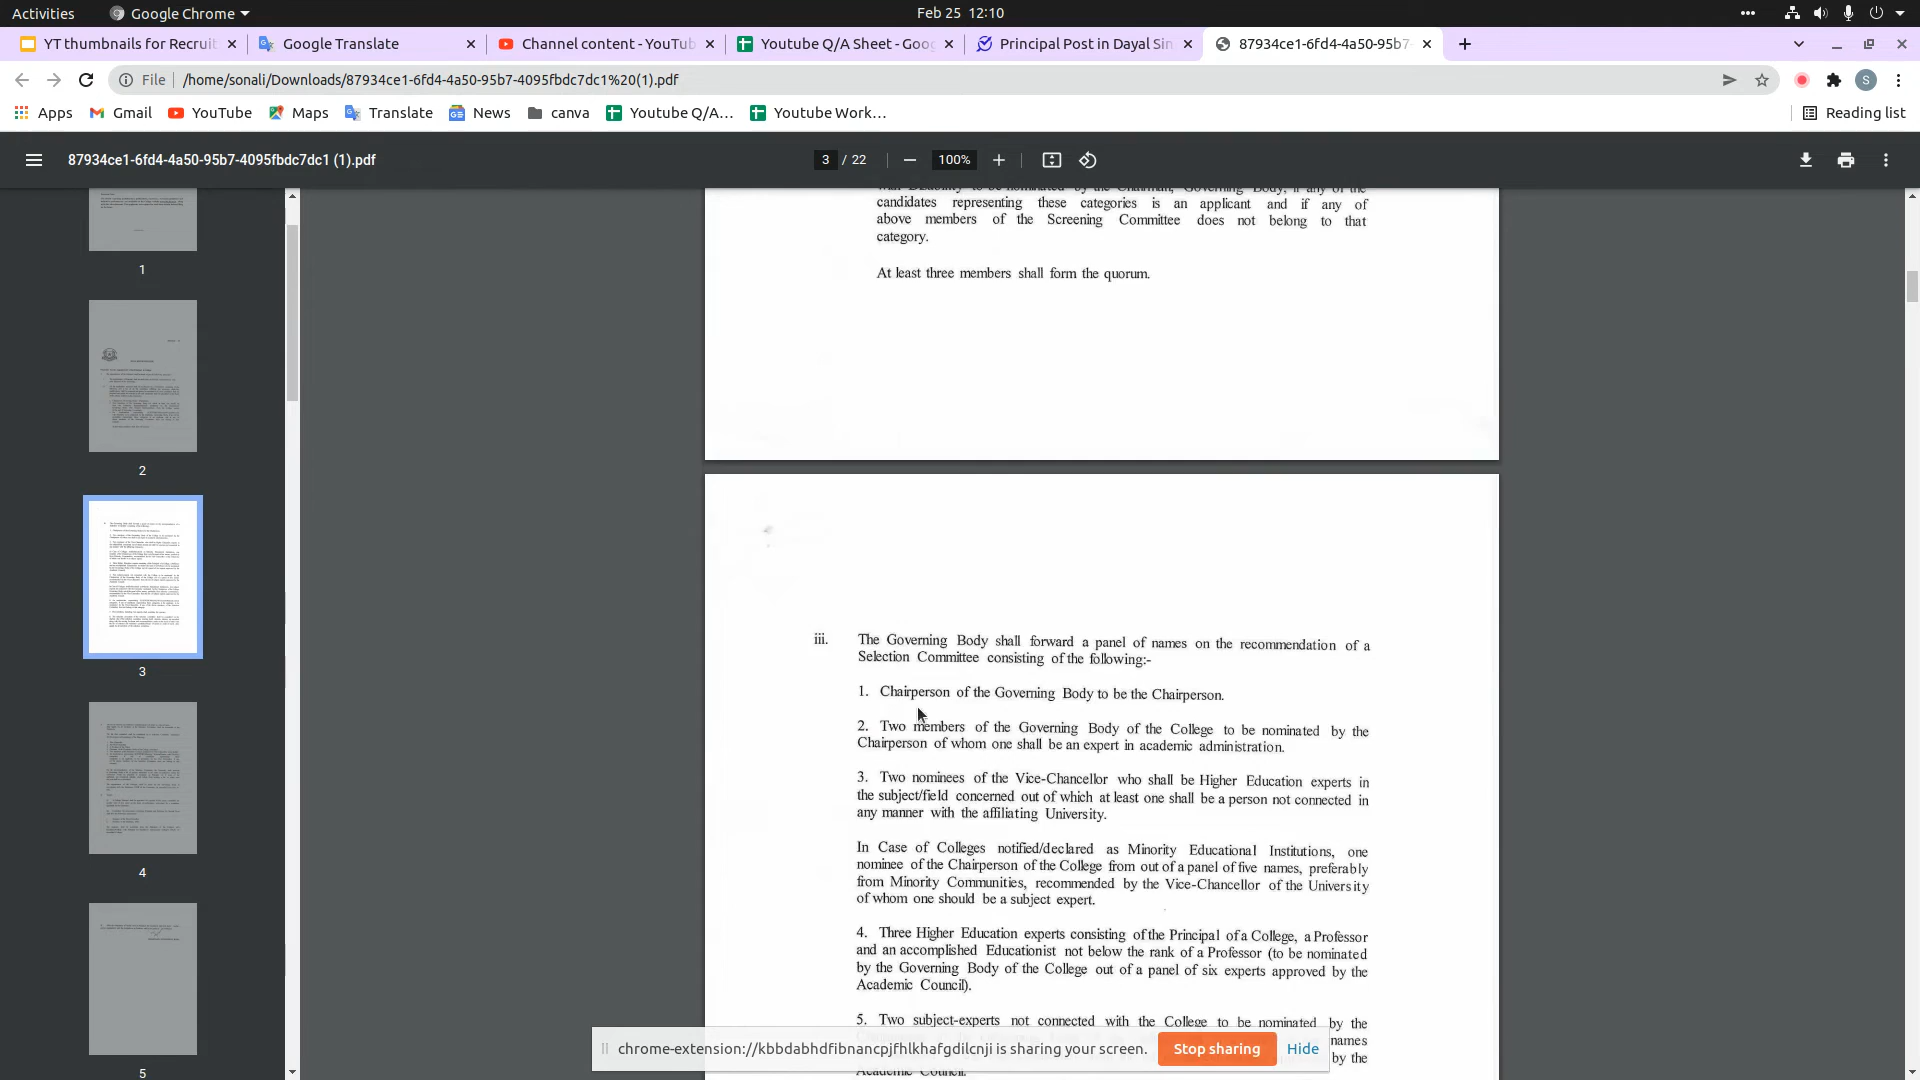 Activities Google Chrome Feb 25 12:10
YT thumbnails for Recruit Google Translate Channel content - YouTub Youtube Q/A Sheet - Goog Principal Post in Dayal Sin 87934ce1-6fd4-4a50-95b7-
File /home/sonali/Downloads/87934ce1-6fd4-4a50-95b7-4095fbdc7dc1%20(1).pdf S
Apps Gmail YouTube Maps Translate News canva Youtube Q/A... Youtube Work... Reading list
87934ce1-6fd4-4a50-95b7-4095fbdc7dc1 (1).pdf 3 / 22 100%
1
2
3
4
5
with Disability to be nominated by the Chairman, Governing Body, if any of the
candidates representing these categories is an applicant and if any of
above members of the Screening Committee does not belong to that
category.
At least three members shall form the quorum.
iii. The Governing Body shall forward a panel of names on the recommendation of a
Selection Committee consisting of the following:-
1. Chairperson of the Governing Body to be the Chairperson.
2. Two members of the Governing Body of the College to be nominated by the
Chairperson of whom one shall be an expert in academic administration.
3. Two nominees of the Vice-Chancellor who shall be Higher Education experts in
the subject/field concerned out of which at least one shall be a person not connected in
any manner with the affiliating University.
In Case of Colleges notified/declared as Minority Educational Institutions, one
nominee of the Chairperson of the College from out of a panel of five names, preferably
from Minority Communities, recommended by the Vice-Chancellor of the University
of whom one should be a subject expert.
4. Three Higher Education experts consisting of the Principal of a College, a Professor
and an accomplished Educationist not below the rank of a Professor (to be nominated
by the Governing Body of the College out of a panel of six experts approved by the
Academic Council).
5. Two subject-experts not connected with the College to be nominated by the
names
by the
Academic Council.
chrome-extension://kbbdabhdfibnancpjfhlkhafgdilcnji is sharing your screen. Stop sharing Hide